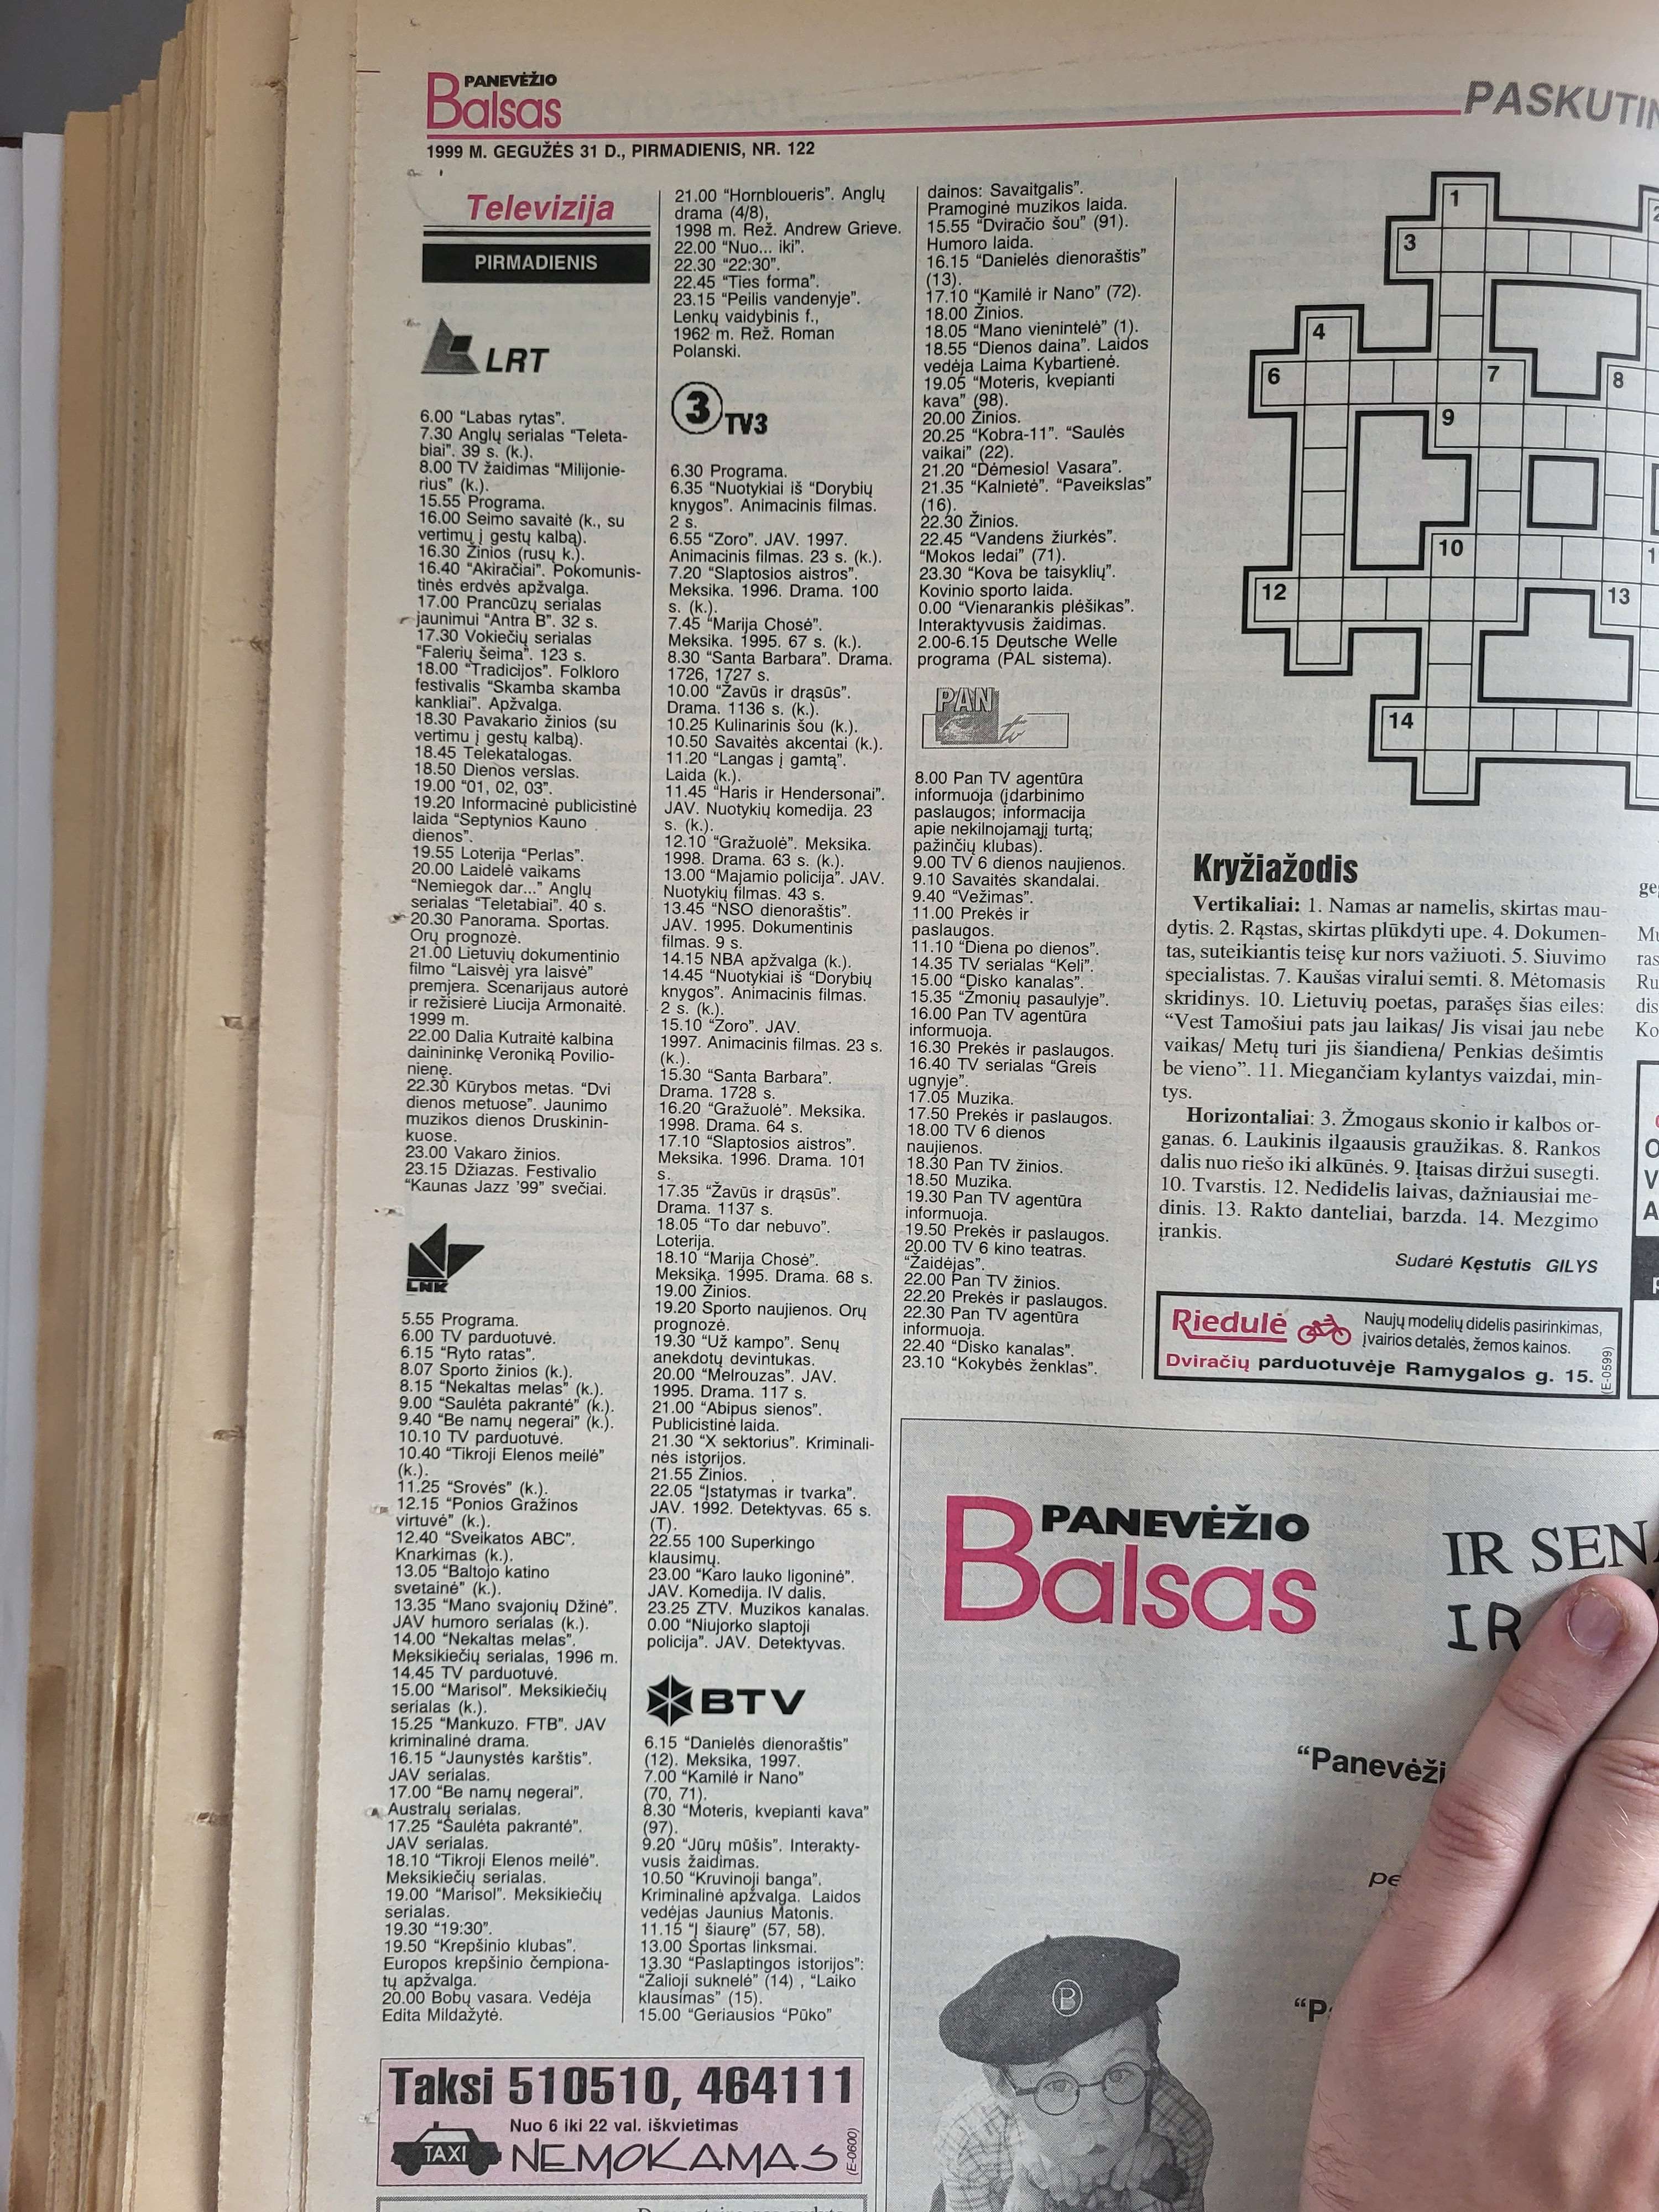 PANEVĖŽIO
Balsas
PASKUTIN
1999 M. GEGUŽĖS 31 D., PIRMADIENIS, NR. 122
Televizija
PIRMADIENIS
LRT
6.00 “Labas rytas”.
7.30 Anglų serialas “Teleta-
biai”. 39 s. (k.).
8.00 TV žaidimas “Milijonie-
rius” (k.).
15.55 Programa.
16.00 Seimo savaitė (k., su
vertimu į gestų kalbą).
16.30 Žinios (rusų k.).
16.40 “Akiračiai”. Pokomunis-
tinės erdvės apžvalga.
17.00 Prancūzų serialas
jaunimui “Antra B”. 32 s.
17.30 Vokiečių serialas
“Falerių šeima”. 123 s.
18.00 “Tradicijos”. Folkloro
festivalis “Skamba skamba
kankliai”. Apžvalga.
18.30 Pavakario žinios (su
vertimu į gestų kalbą).
18.45 Telekatalogas.
18.50 Dienos verslas.
19.00 “01, 02, 03”.
19.20 Informacinė publicistinė
laida “Septynios Kauno
dienos”.
19.55 Loterija “Perlas”.
20.00 Laidelė vaikams
“Nemiegok dar...” Anglų
serialas “Teletabiai”. 40 s.
20.30 Panorama. Sportas.
Orų prognozė.
21.00 Lietuvių dokumentinio
filmo “Laisvėj yra laisvė”
premjera. Scenarijaus autorė
ir režisierė Liucija Armonaitė.
1999 m.
22.00 Dalia Kutraitė kalbina
dainininkę Veroniką Povilio-
nienę.
22.30 Kūrybos metas. “Dvi
dienos metuose”. Jaunimo
muzikos dienos Druskinin-
kuose.
23.00 Vakaro žinios.
23.15 Džiazas. Festivalio
“Kaunas Jazz ’99” svečiai.
LNK
5.55 Programa.
6.00 TV parduotuvė.
6.15 “Ryto ratas”.
8.07 Sporto žinios (k.).
8.15 “Nekaltas melas” (k.).
9.00 “Saulėta pakrantė” (k.).
9.40 “Be namų negerai” (k.).
10.10 TV parduotuvė.
10.40 “Tikroji Elenos meilė”
(k.).
11.25 “Srovės” (k.).
12.15 “Ponios Gražinos
virtuvė” (k.).
12.40 “Sveikatos ABC”.
Knarkimas (k.).
13.05 “Baltojo katino
svetainė” (k.).
13.35 “Mano svajonių Džinė”.
JAV humoro serialas (k.).
14.00 “Nekaltas melas”.
Meksikiečių serialas, 1996 m.
14.45 TV parduotuvė.
15.00 “Marisol”. Meksikiečių
serialas (k.).
15.25 “Mankuzo. FTB”. JAV
kriminalinė drama.
16.15 “Jaunystės karštis”.
JAV serialas.
17.00 “Be namų negerai”.
Australų serialas.
17.25 “Saulėta pakrantė”.
JAV serialas.
18.10 “Tikroji Elenos meilė”.
Meksikiečių serialas.
19.00 “Marisol”. Meksikiečių
serialas.
19.30 “19:30”.
19.50 “Krepšinio klubas”.
Europos krepšinio čempiona-
tų apžvalga.
20.00 Bobų vasara. Vedėja
Edita Mildažytė.
21.00 “Hornbloueris”. Anglų
drama (4/8),
1998 m. Rež. Andrew Grieve.
22.00 “Nuo... iki”.
22.30 “22:30”.
22.45 “Ties forma”.
23.15 “Peilis vandenyje”.
Lenkų vaidybinis f.,
1962 m. Rež. Roman
Polanski.
3 TV3
6.30 Programa.
6.35 “Nuotykiai iš “Dorybių
knygos”. Animacinis filmas.
2 s.
6.55 “Zoro”. JAV. 1997.
Animacinis filmas. 23 s. (k.).
7.20 “Slaptosios aistros”.
Meksika. 1996. Drama. 100
s. (k.).
7.45 “Marija Chosė”.
Meksika. 1995. 67 s. (k.).
8.30 “Santa Barbara”. Drama.
1726, 1727 s.
10.00 “Žavūs ir drąsūs”.
Drama. 1136 s. (k.).
10.25 Kulinarinis šou (k.).
10.50 Savaitės akcentai (k.).
11.20 “Langas į gamtą”.
Laida (k.).
11.45 “Haris ir Hendersonai”.
JAV. Nuotykių komedija. 23
s. (k.).
12.10 “Gražuolė”. Meksika.
1998. Drama. 63 s. (k.).
13.00 “Majamio policija”. JAV.
Nuotykių filmas. 43 s.
13.45 “NSO dienoraštis”.
JAV. 1995. Dokumentinis
filmas. 9 s.
14.15 NBA apžvalga (k.).
14.45 “Nuotykiai iš “Dorybių
knygos”. Animacinis filmas.
2 s. (k.).
15.10 “Zoro”. JAV.
1997. Animacinis filmas. 23 s.
(k.).
15.30 “Santa Barbara”.
Drama. 1728 s.
16.20 “Gražuolė”. Meksika.
1998. Drama. 64 s.
17.10 “Slaptosios aistros”.
Meksika. 1996. Drama. 101
s.
17.35 “Žavūs ir drąsūs”.
Drama. 1137 s.
18.05 “To dar nebuvo”.
Loterija.
18.10 “Marija Chosė”.
Meksika. 1995. Drama. 68 s.
19.00 Žinios.
19.20 Sporto naujienos. Orų
prognozė.
19.30 “Už kampo”. Senų
anekdotų devintukas.
20.00 “Melrouzas”. JAV.
1995. Drama. 117 s.
21.00 “Abipus sienos”.
Publicistinė laida.
21.30 “X sektorius”. Kriminali-
nės istorijos.
21.55 Žinios.
22.05 “Įstatymas ir tvarka”.
JAV. 1992. Detektyvas. 65 s.
(T).
22.55 100 Superkingo
klausimų.
23.00 “Karo lauko ligoninė”.
JAV. Komedija. IV dalis.
23.25 ZTV. Muzikos kanalas.
0.00 “Niujorko slaptoji
policija”. JAV. Detektyvas.
BTV
6.15 “Danielės dienoraštis”
(12). Meksika, 1997.
7.00 “Kamilė ir Nano”
(70, 71).
8.30 “Moteris, kvepianti kava”
(97).
9.20 “Jūrų mūšis”. Interakty-
vusis žaidimas.
10.50 “Kruvinoji banga”.
Kriminalinė apžvalga. Laidos
vedėjas Jaunius Matonis.
11.15 “Į šiaurę” (57, 58).
13.00 Sportas linksmai.
13.30 “Paslaptingos istorijos”:
“Žalioji suknelė” (14) , “Laiko
klausimas” (15).
15.00 “Geriausios “Pūko”
dainos: Savaitgalis”.
Pramoginė muzikos laida.
15.55 “Dviračio šou” (91).
Humoro laida.
16.15 “Danielės dienoraštis”
(13).
17.10 “Kamilė ir Nano” (72).
18.00 Žinios.
18.05 “Mano vienintelė” (1).
18.55 “Dienos daina”. Laidos
vedėja Laima Kybartienė.
19.05 “Moteris, kvepianti
kava” (98).
20.00 Žinios.
20.25 “Kobra-11”. “Saulės
vaikai” (22).
21.20 “Dėmesio! Vasara”.
21.35 “Kalnietė”. “Paveikslas”
(16).
22.30 Žinios.
22.45 “Vandens žiurkės”.
“Mokos ledai” (71).
23.30 “Kova be taisyklių”.
Kovinio sporto laida.
0.00 “Vienarankis plėšikas”.
Interaktyvusis žaidimas.
2.00-6.15 Deutsche Welle
programa (PAL sistema).
PAN
tv
8.00 Pan TV agentūra
informuoja (įdarbinimo
paslaugos; informacija
apie nekilnojamąjį turtą;
pažinčių klubas).
9.00 TV 6 dienos naujienos.
9.10 Savaitės skandalai.
9.40 “Vežimas”.
11.00 Prekės ir
paslaugos.
11.10 “Diena po dienos”.
14.35 TV serialas “Keli”.
15.00 “Disko kanalas”.
15.35 “Žmonių pasaulyje”.
16.00 Pan TV agentūra
informuoja.
16.30 Prekės ir paslaugos.
16.40 TV serialas “Greis
ugnyje”.
17.05 Muzika.
17.50 Prekės ir paslaugos.
18.00 TV 6 dienos
naujienos.
18.30 Pan TV žinios.
18.50 Muzika.
19.30 Pan TV agentūra
informuoja.
19.50 Prekės ir paslaugos.
20.00 TV 6 kino teatras.
“Žaidėjas”.
22.00 Pan TV žinios.
22.20 Prekės ir paslaugos.
22.30 Pan TV agentūra
informuoja.
22.40 “Disko kanalas”.
23.10 “Kokybės ženklas”.
1
2
3
4
6
7
8
9
10
12
13
14
Kryžiažodis
Vertikaliai: 1. Namas ar namelis, skirtas mau-
dytis. 2. Rąstas, skirtas plūkdyti upe. 4. Dokumen-
tas, suteikiantis teisę kur nors važiuoti. 5. Siuvimo
specialistas. 7. Kaušas viralui semti. 8. Mėtomasis
skridinys. 10. Lietuvių poetas, parašęs šias eiles:
“Vest Tamošiui pats jau laikas/ Jis visai jau nebe
vaikas/ Metų turi jis šiandiena/ Penkias dešimtis
be vieno”. 11. Miegančiam kylantys vaizdai, min-
tys.
Horizontaliai: 3. Žmogaus skonio ir kalbos or-
ganas. 6. Laukinis ilgaausis graužikas. 8. Rankos
dalis nuo riešo iki alkūnės. 9. Įtaisas diržui susegti.
10. Tvarstis. 12. Nedidelis laivas, dažniausiai me-
dinis. 13. Rakto danteliai, barzda. 14. Mezgimo
įrankis.
Sudarė Kęstutis GILYS
Riedulė
Naujų modelių didelis pasirinkimas,
įvairios detalės, žemos kainos.
Dviračių parduotuvėje Ramygalos g. 15.
(E-0599)
PANEVĖŽIO
Balsas
IR SEN
IR
“Panevėži
pe
“P
B
Taksi 510510, 464111
Nuo 6 iki 22 val. iškvietimas
TAXI
NEMOKAMAS
(E-0600)